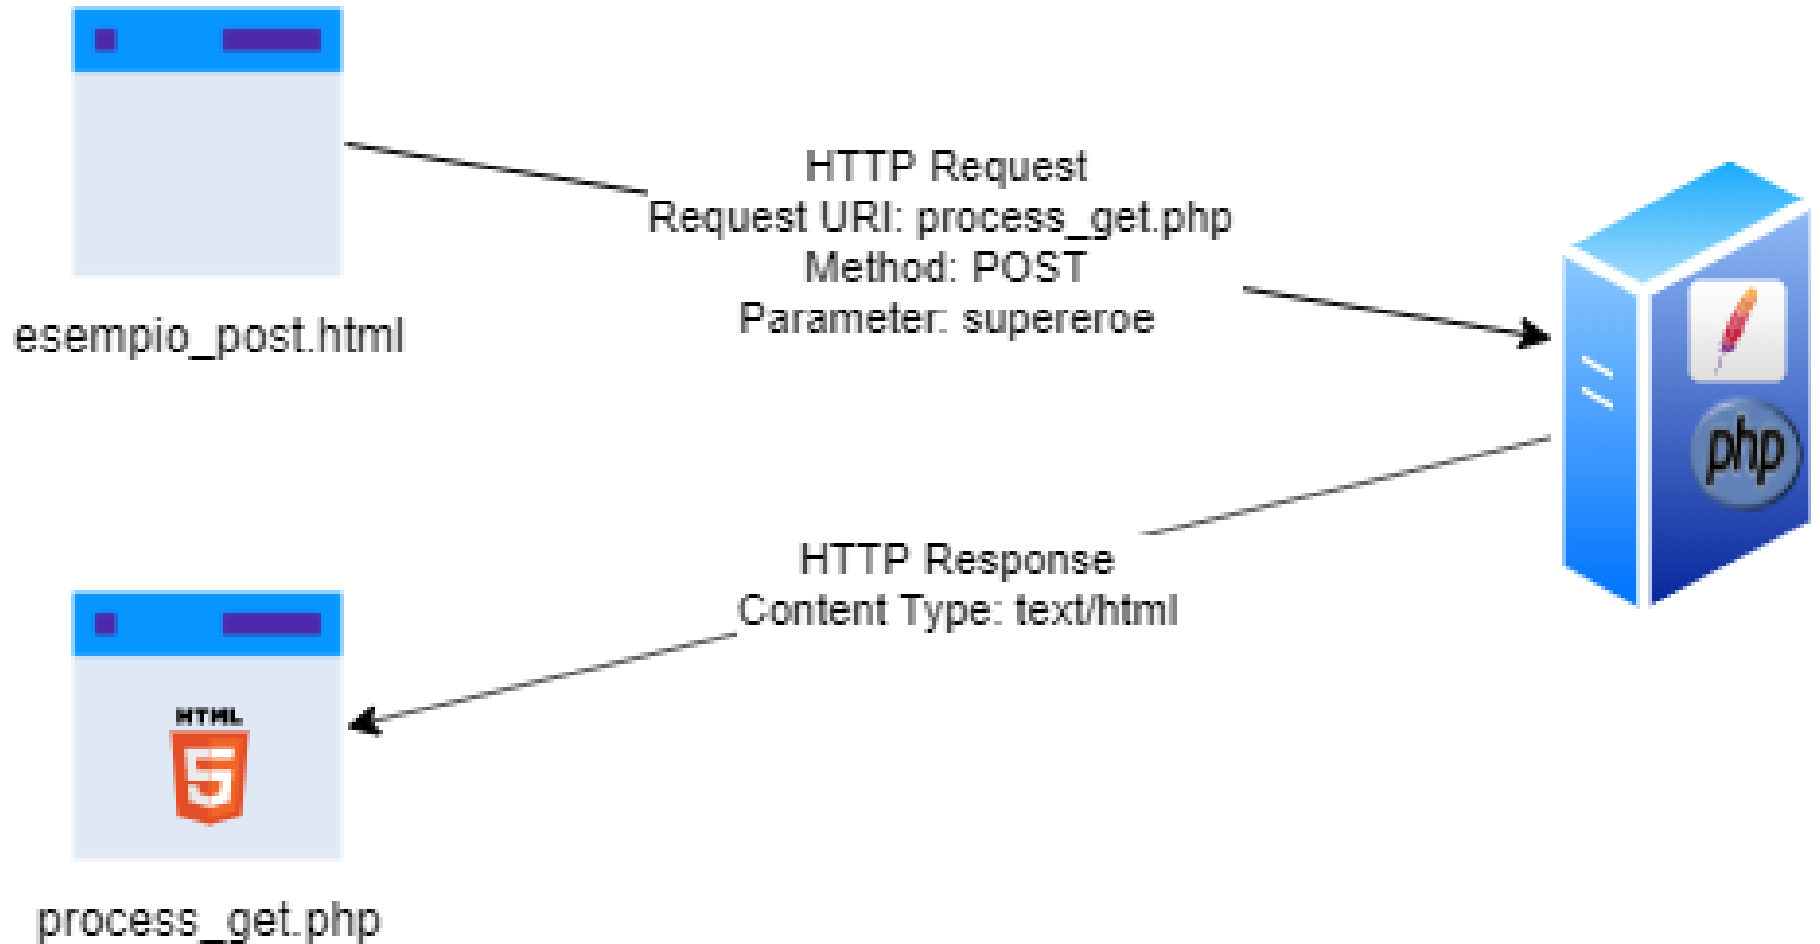 HTTP Request
Request URI: process_get.php
Method: POST
Parameter: supereroe
esempio_post.html
php
HTTP Response
Content Type: text/html
HTML
5
process_get.php